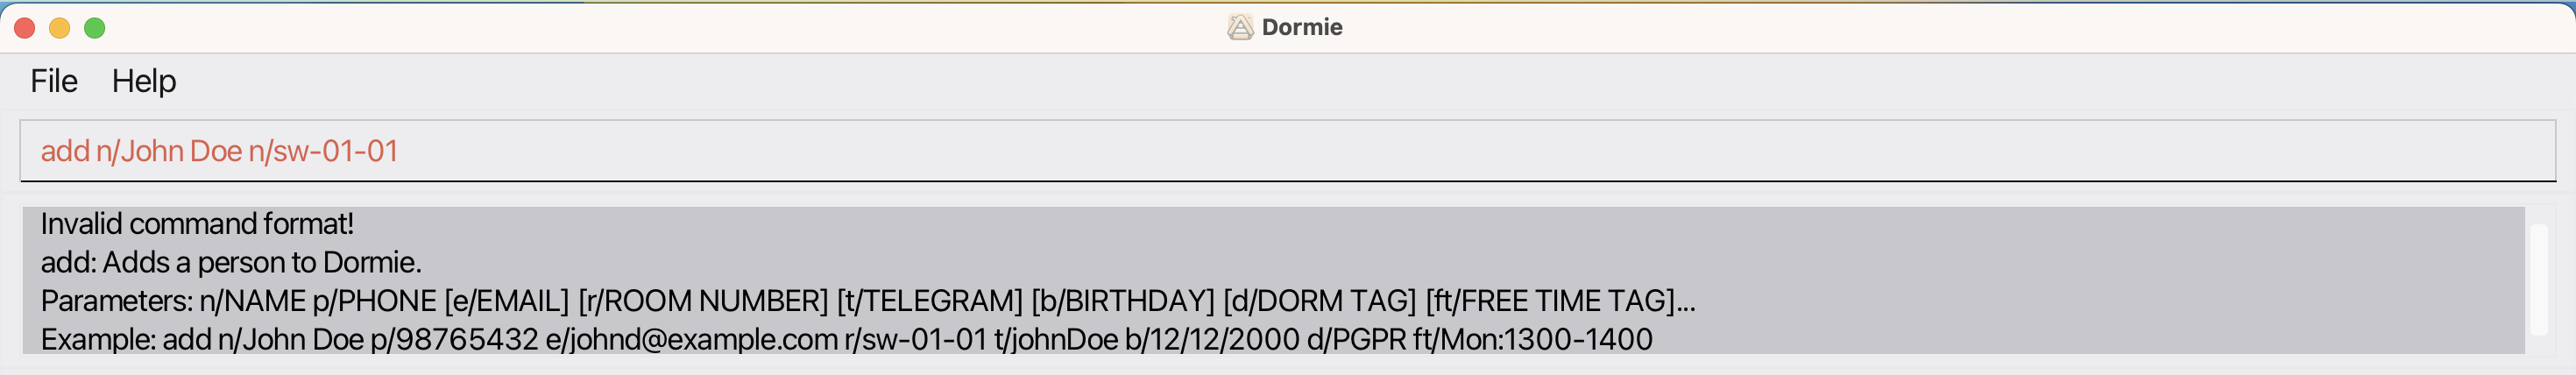 Dormie
File Help
add n/John Doe n/sw-01-01
Invalid command format!
add: Adds a person to Dormie.
Parameters: n/NAME p/PHONE [e/EMAIL] [r/ROOM NUMBER] [t/TELEGRAM] [b/BIRTHDAY] [d/DORM TAG] [ft/FREE TIME TAG]...
Example: add n/John Doe p/98765432 e/johnd@example.com r/sw-01-01 t/johnDoe b/12/12/2000 d/PGPR ft/Mon:1300-1400